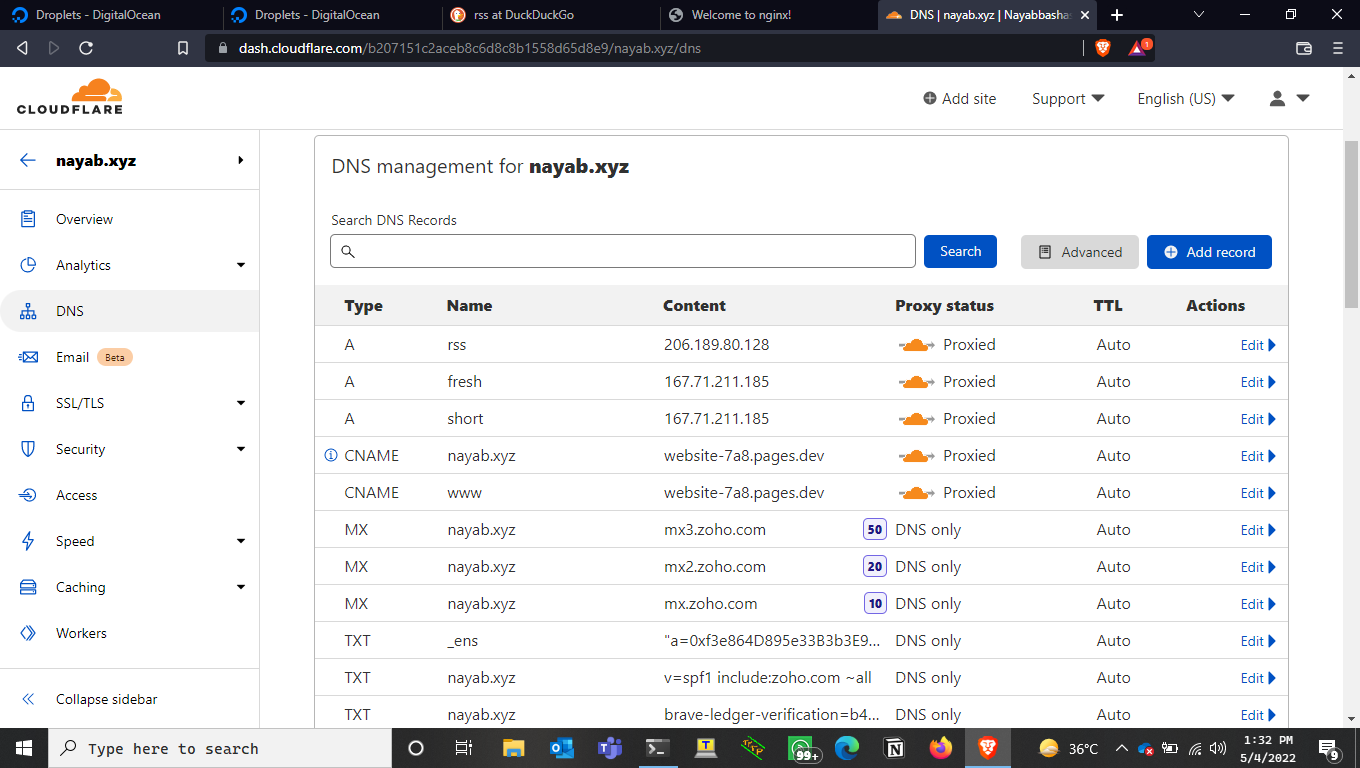 Droplets - DigitalOcean
Droplets - DigitalOcean
rss at DuckDuckGo
Welcome to nginx!
DNS | nayab.xyz | Nayabbasha
dash.cloudflare.com/b207151c2aceb8c6d8c8b1558d65d8e9/nayab.xyz/dns
1
CLOUDFLARE
Add site
Support
English (US)
nayab.xyz
Overview
Analytics
DNS
Email Beta
SSL/TLS
Security
Access
Speed
Caching
Workers
Collapse sidebar
DNS management for nayab.xyz
Search DNS Records
Search
Advanced
Add record
Type Name Content Proxy status TTL Actions
A rss 206.189.80.128 Proxied Auto Edit
A fresh 167.71.211.185 Proxied Auto Edit
A short 167.71.211.185 Proxied Auto Edit
CNAME nayab.xyz website-7a8.pages.dev Proxied Auto Edit
CNAME www website-7a8.pages.dev Proxied Auto Edit
MX nayab.xyz mx3.zoho.com 50 DNS only Auto Edit
MX nayab.xyz mx2.zoho.com 20 DNS only Auto Edit
MX nayab.xyz mx.zoho.com 10 DNS only Auto Edit
TXT _ens "a=0xf3e864D895e33B3b3E9... DNS only Auto Edit
TXT nayab.xyz v=spf1 include:zoho.com ~all DNS only Auto Edit
TXT nayab.xyz brave-ledger-verification=b4... DNS only Auto Edit
Type here to search
99+
36°C
1:32 PM
5/4/2022
9